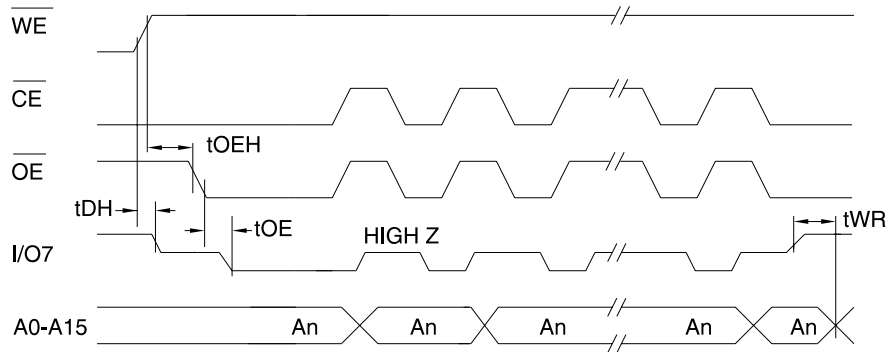 WE
CE
tOEH
OE
tDH
tOE
HIGH Z
tWR
I/O7
A0-A15
An
An
An
An
An